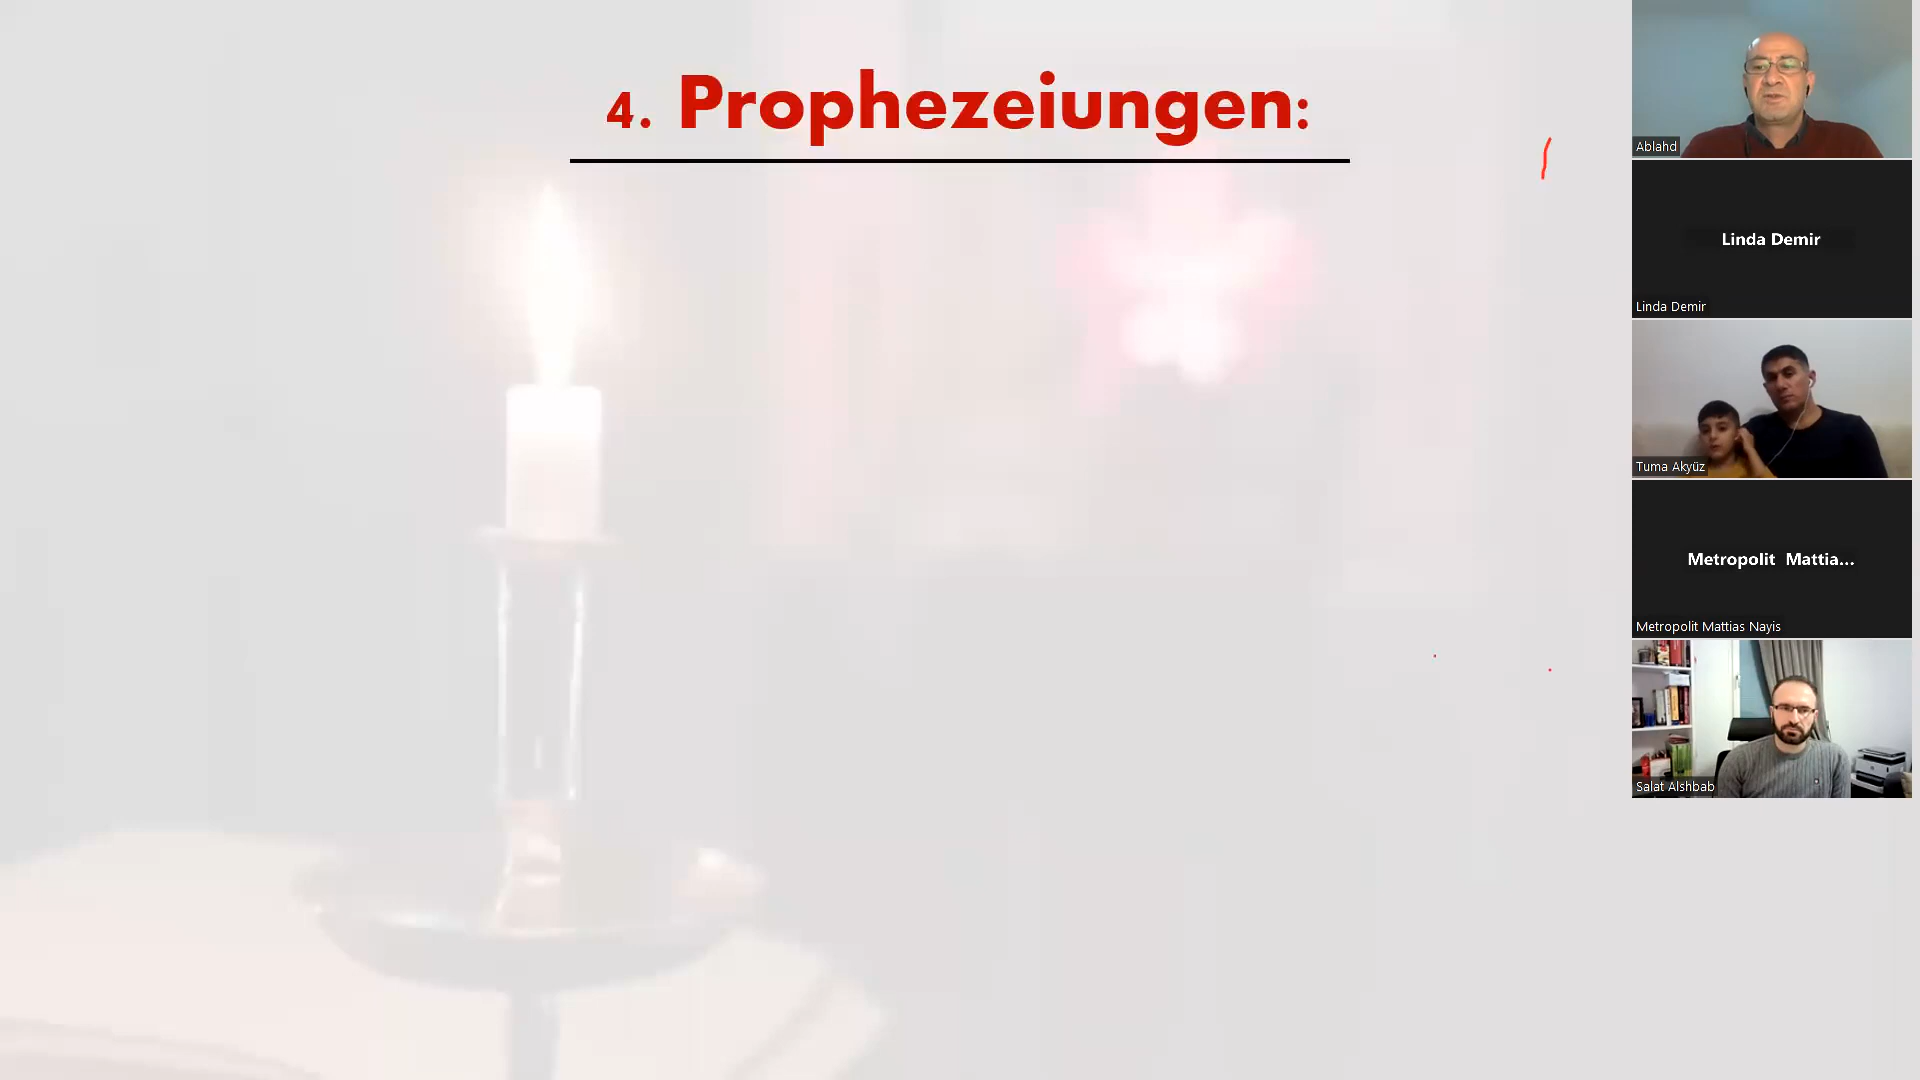 4. Prophezeiungen:
Ablahd
Linda Demir
Linda Demir
Tuma Akyüz
Metropolit Mattia...
Metropolit Mattias Nayis
Salat Alshbab